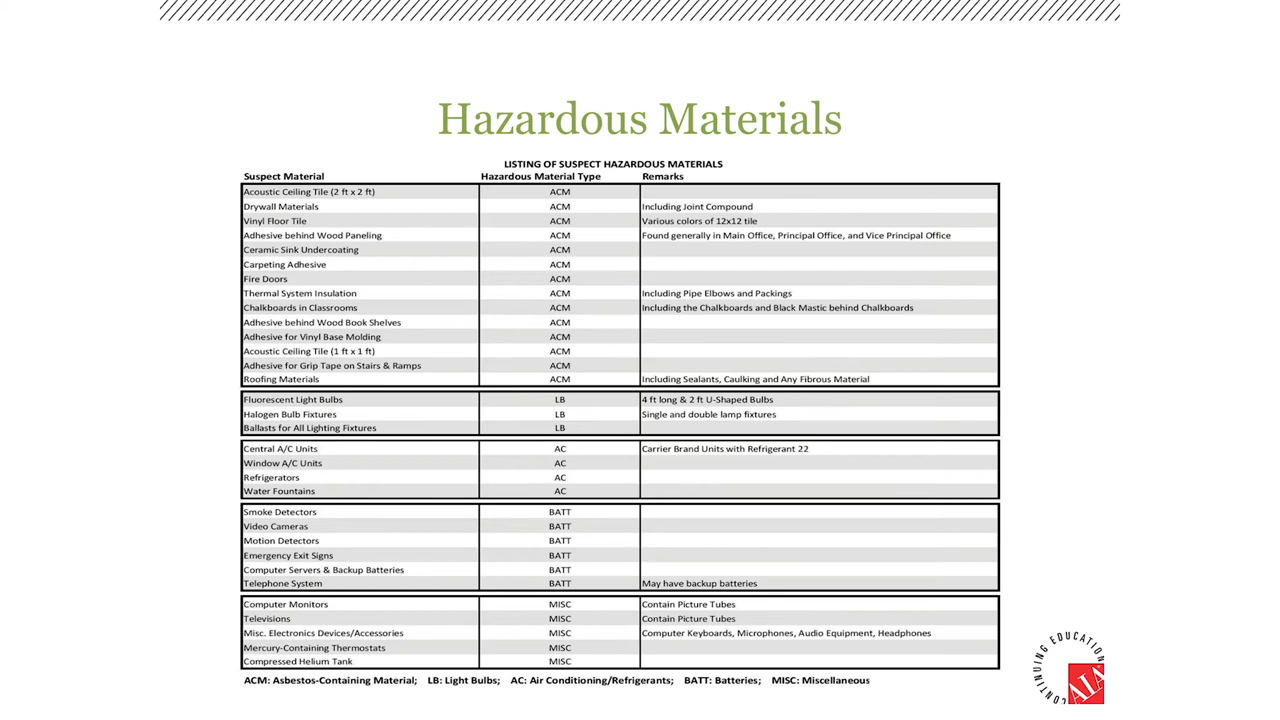 Hazardous Materials
LISTING OF SUSPECT HAZARDOUS MATERIALS
Suspect Material Hazardous Material Type Remarks
Acoustic Ceiling Tile (2 ft x 2 ft) ACM
Drywall Materials ACM Including Joint Compound
Vinyl Floor Tile ACM Various colors of 12x12 tile
Adhesive behind Wood Paneling ACM Found generally in Main Office, Principal Office, and Vice Principal Office
Ceramic Sink Undercoating ACM
Carpeting Adhesive ACM
Fire Doors ACM
Thermal System Insulation ACM Including Pipe Elbows and Packings
Chalkboards in Classrooms ACM Including the Chalkboards and Black Mastic behind Chalkboards
Adhesive behind Wood Book Shelves ACM
Adhesive for Vinyl Base Molding ACM
Acoustic Ceiling Tile (1 ft x 1 ft) ACM
Adhesive for Grip Tape on Stairs & Ramps ACM
Roofing Materials ACM Including Sealants, Caulking and Any Fibrous Material
Fluorescent Light Bulbs LB 4 ft long & 2 ft U-Shaped Bulbs
Halogen Bulb Fixtures LB Single and double lamp fixtures
Ballasts for All Lighting Fixtures LB
Central A/C Units AC Carrier Brand Units with Refrigerant 22
Window A/C Units AC
Refrigerators AC
Water Fountains AC
Smoke Detectors BATT
Video Cameras BATT
Motion Detectors BATT
Emergency Exit Signs BATT
Computer Servers & Backup Batteries BATT
Telephone System BATT May have backup batteries
Computer Monitors MISC Contain Picture Tubes
Televisions MISC Contain Picture Tubes
Misc. Electronics Devices/Accessories MISC Computer Keyboards, Microphones, Audio Equipment, Headphones
Mercury-Containing Thermostats MISC
Compressed Helium Tank MISC
ACM: Asbestos-Containing Material; LB: Light Bulbs; AC: Air Conditioning/Refrigerants; BATT: Batteries; MISC: Miscellaneous
CONTINUING EDUCATION
AIA